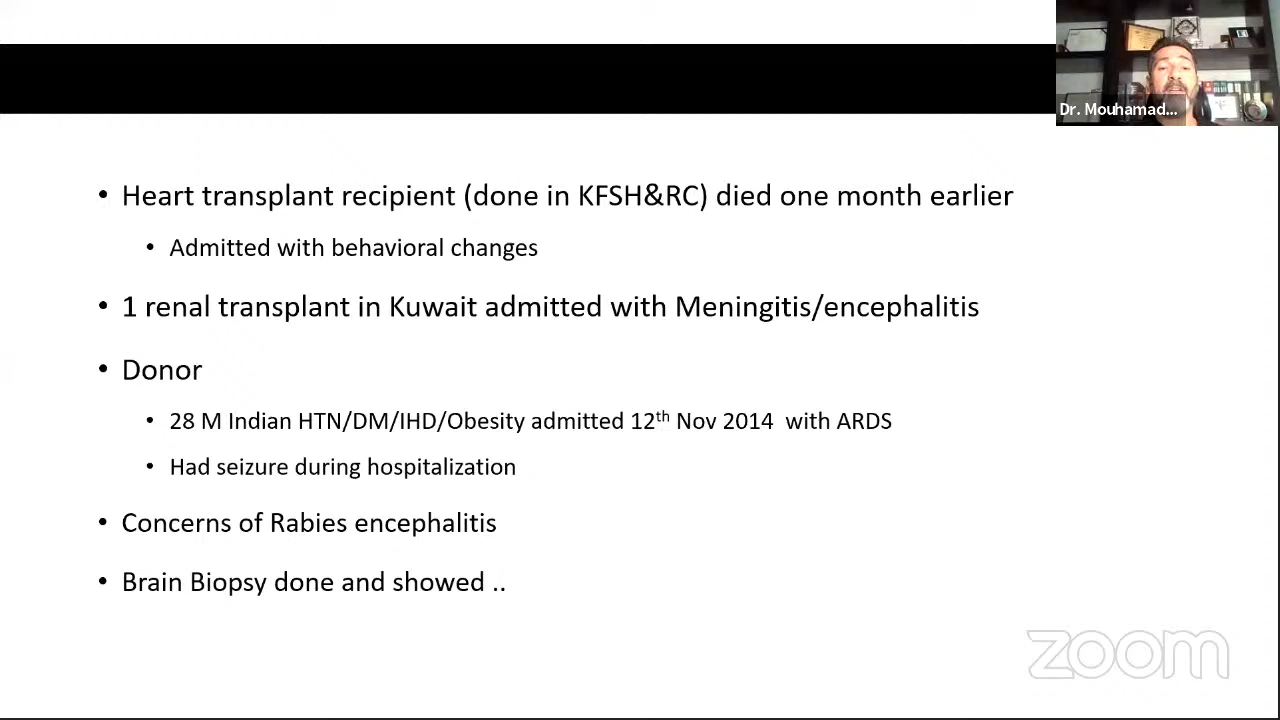 Dr. Mouhamad...
• Heart transplant recipient (done in KFSH&RC) died one month earlier
• Admitted with behavioral changes
• 1 renal transplant in Kuwait admitted with Meningitis/encephalitis
• Donor
• 28 M Indian HTN/DM/IHD/Obesity admitted 12th Nov 2014 with ARDS
• Had seizure during hospitalization
• Concerns of Rabies encephalitis
• Brain Biopsy done and showed ..
zoom